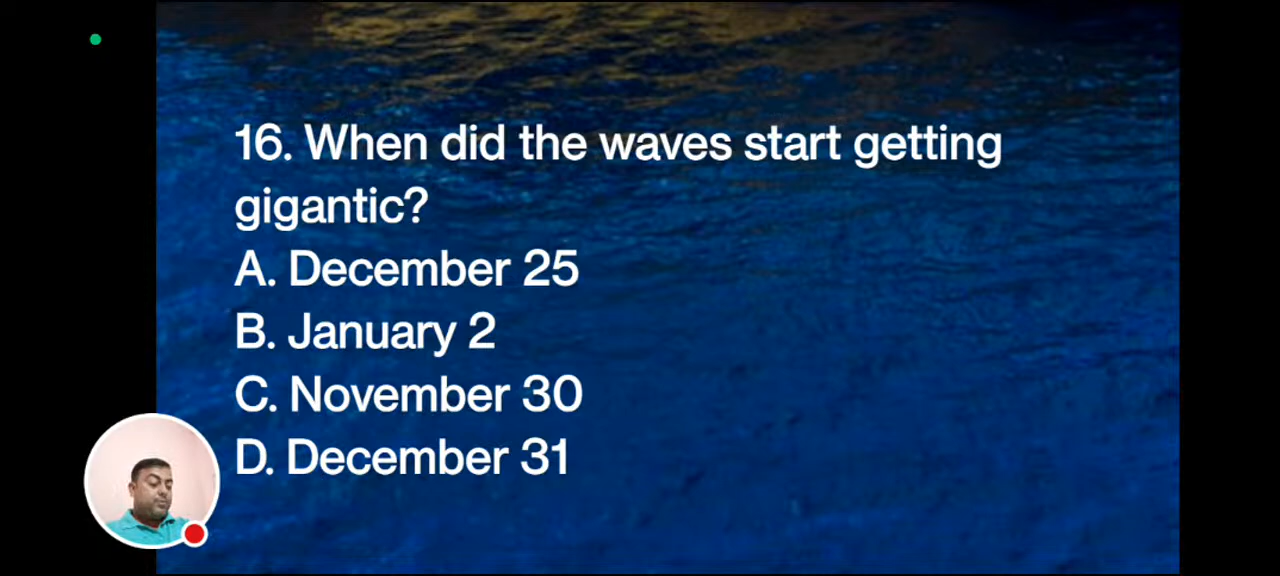 16. When did the waves start getting
gigantic?
A. December 25
B. January 2
C. November 30
D. December 31